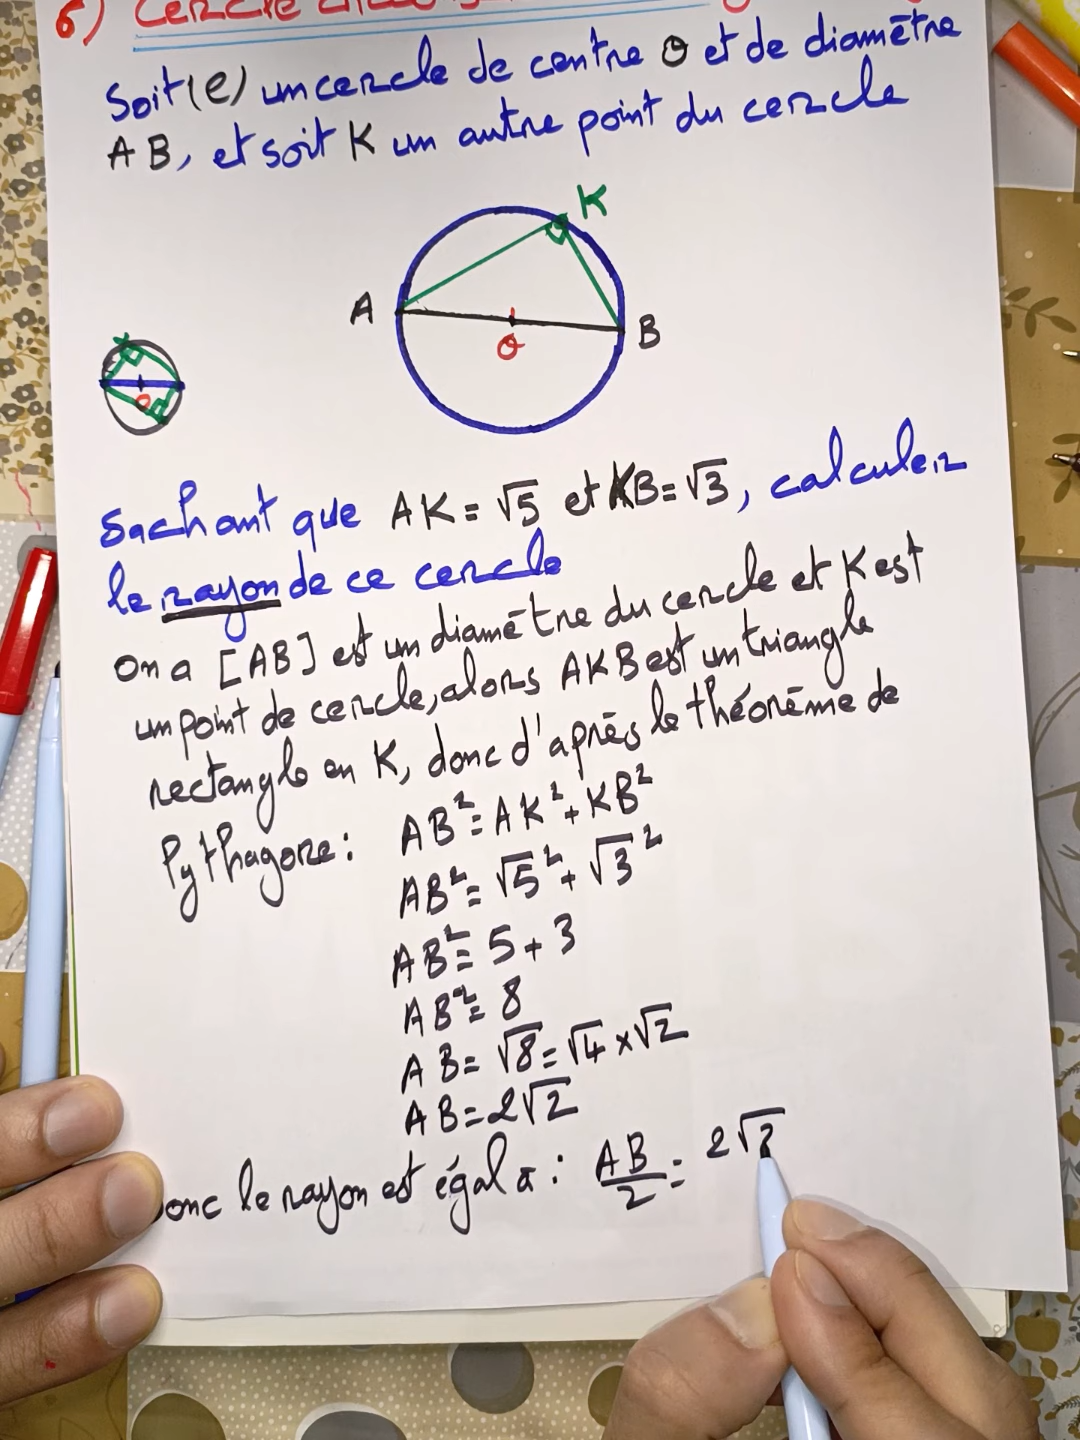 6) Cercle
Soit (C) un cercle de centre O et de diamètre
AB, et soit K un autre point du cercle
K
A
O
B
O
Sachant que AK = √5 et KB = √3, calculer
le rayon de ce cercle
On a [AB] est un diamètre du cercle et K est
un point de cercle, alors AKB est un triangle
rectangle en K, donc d'après le théorème de
Pythagore : AB² = AK² + KB²
AB² = √5² + √3²
AB² = 5 + 3
AB² = 8
AB = √8 = √4 × √2
AB = 2√2
onc le rayon est égal à : AB/2 = 2√2